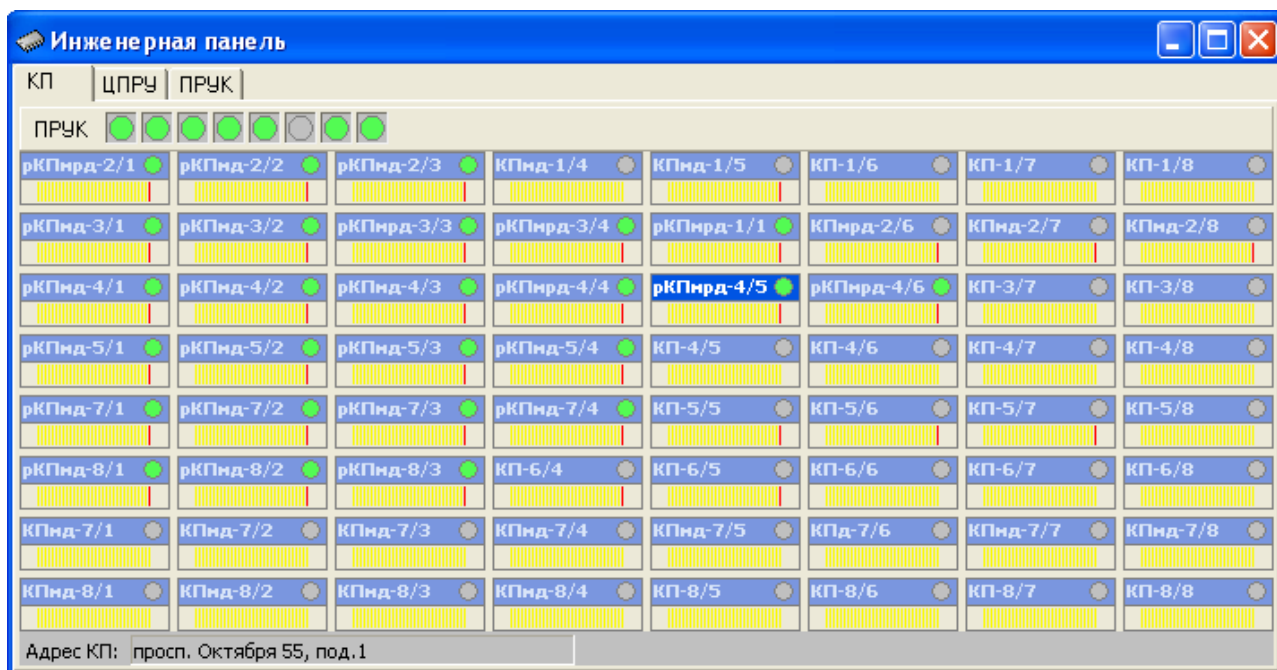 Инженерная панель
КП ЦПРУ ПРУК
ПРУК
рКПмрд-2/1 рКПмд-2/2 рКПмд-2/3 КПмд-1/4 КПмд-1/5 КП-1/6 КП-1/7 КП-1/8
рКПмд-3/1 рКПмд-3/2 рКПмрд-3/3 рКПмрд-3/4 рКПмрд-1/1 КПмрд-2/6 КПмд-2/7 КПмд-2/8
рКПмд-4/1 рКПмд-4/2 рКПмд-4/3 рКПмрд-4/4 рКПмрд-4/5 рКПмрд-4/6 КП-3/7 КП-3/8
рКПмд-5/1 рКПмд-5/2 рКПмд-5/3 рКПмд-5/4 КП-4/5 КП-4/6 КП-4/7 КП-4/8
рКПмд-7/1 рКПмд-7/2 рКПмд-7/3 рКПмд-7/4 КП-5/5 КП-5/6 КП-5/7 КП-5/8
рКПмд-8/1 рКПмд-8/2 рКПмд-8/3 КП-6/4 КП-6/5 КП-6/6 КП-6/7 КП-6/8
КПмд-7/1 КПмд-7/2 КПмд-7/3 КПмд-7/4 КПмд-7/5 КПд-7/6 КПмд-7/7 КПмд-7/8
КПмд-8/1 КПмд-8/2 КПмд-8/3 КПмд-8/4 КП-8/5 КП-8/6 КП-8/7 КП-8/8
Адрес КП: просп. Октября 55, под.1